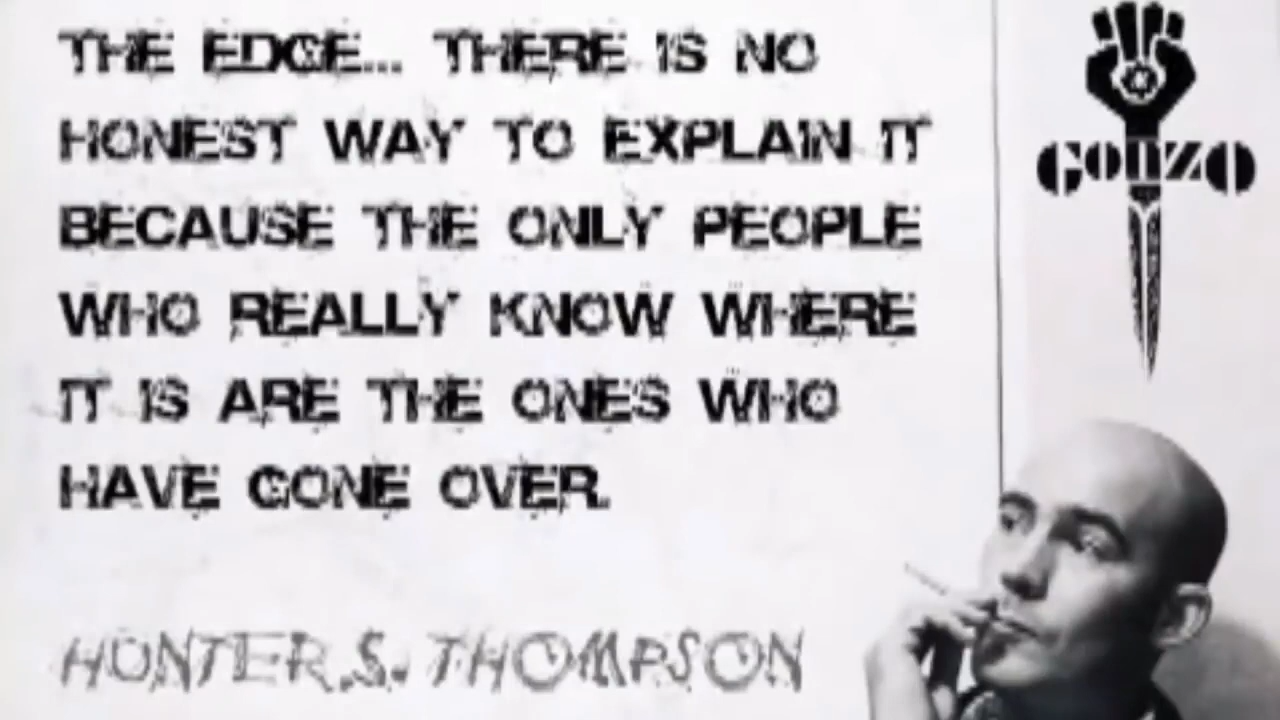 THE EDGE... THERE IS NO
HONEST WAY TO EXPLAIN IT
BECAUSE THE ONLY PEOPLE
WHO REALLY KNOW WHERE
IT IS ARE THE ONES WHO
HAVE GONE OVER.
HUNTER S. THOMPSON
GONZO